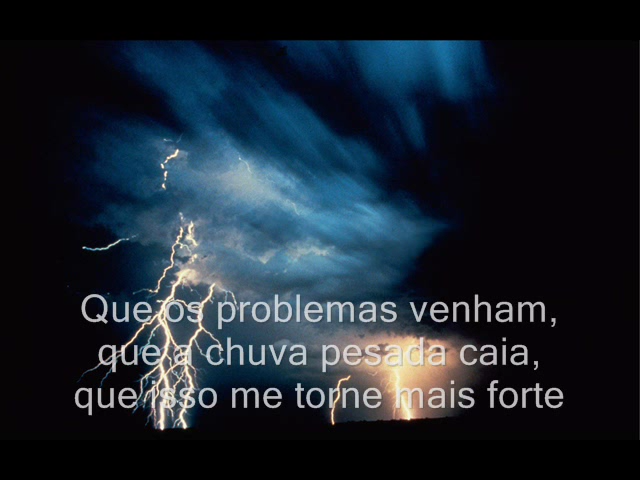 Que os problemas venham,
que a chuva pesada caia,
que isso me torne mais forte